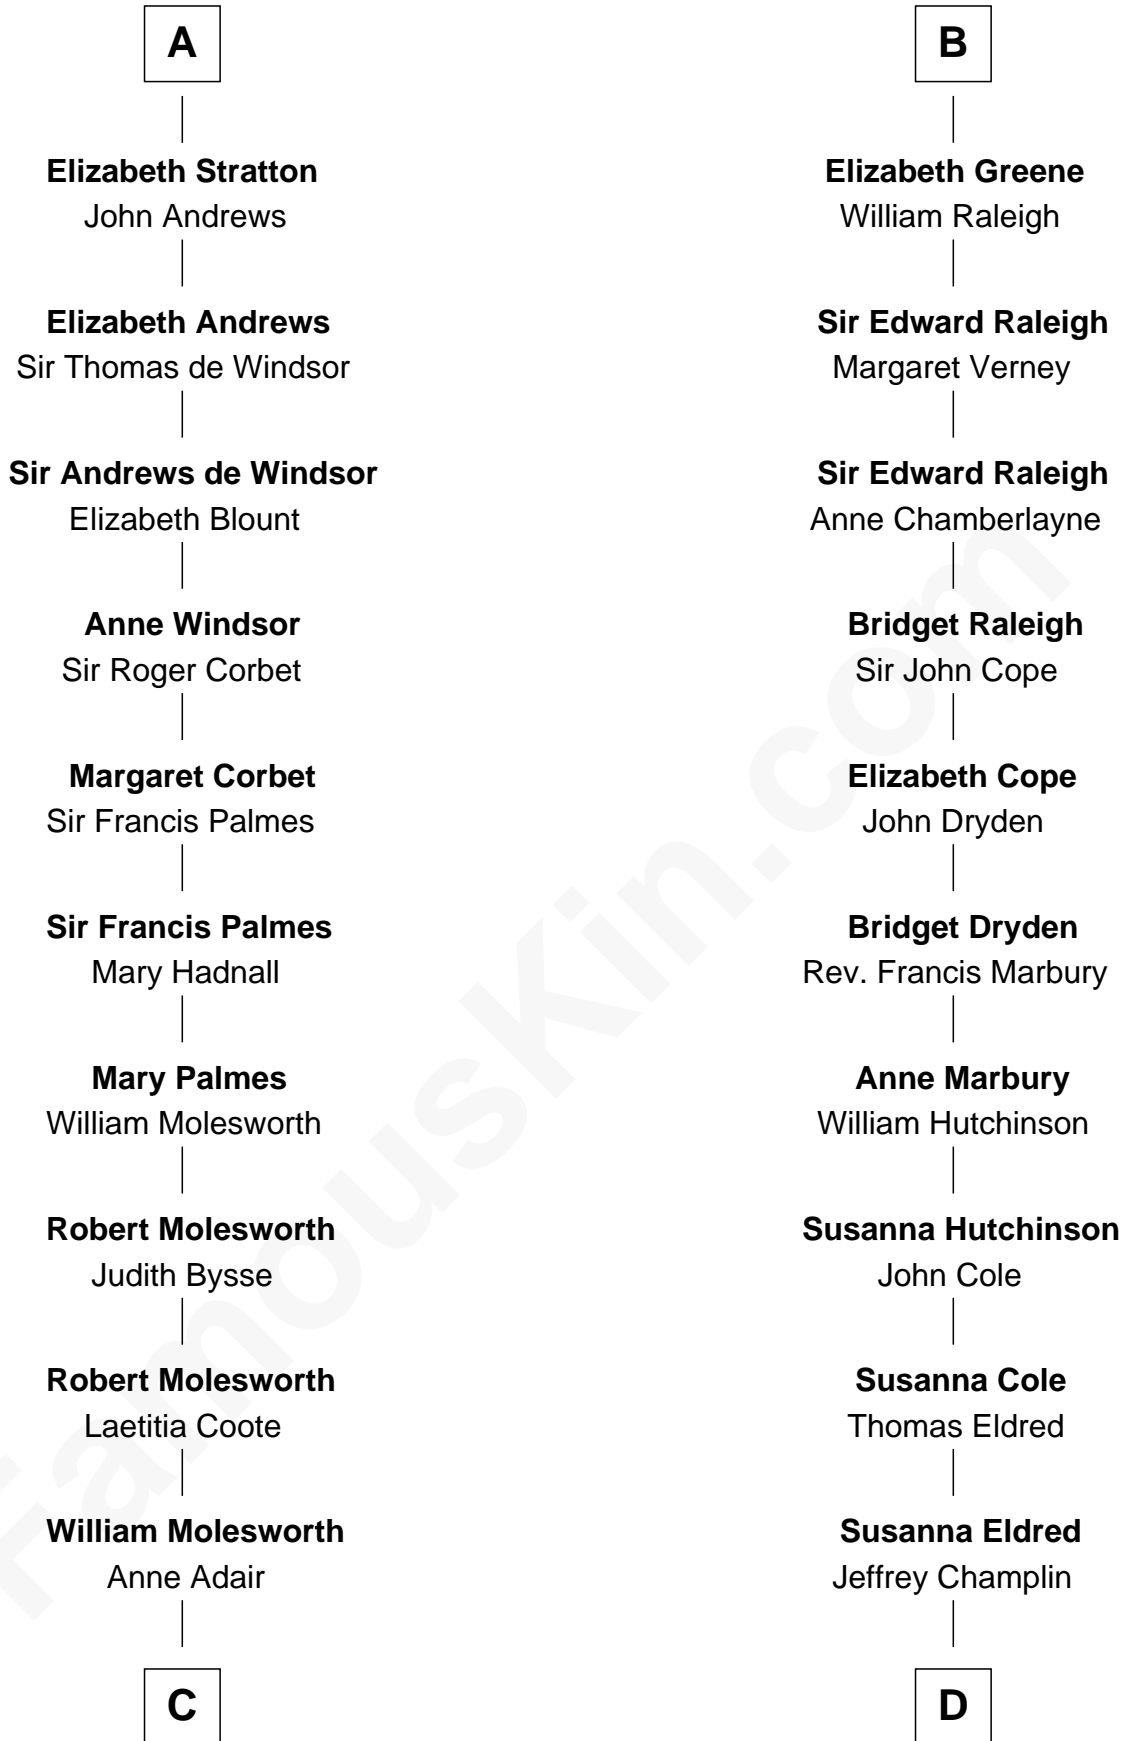 A
Elizabeth Stratton
John Andrews
Elizabeth Andrews
Sir Thomas de Windsor
Sir Andrews de Windsor
Elizabeth Blount
Anne Windsor
Sir Roger Corbet
Margaret Corbet
Sir Francis Palmes
Sir Francis Palmes
Mary Hadnall
Mary Palmes
William Molesworth
Robert Molesworth
Judith Bysse
Robert Molesworth
Laetitia Coote
William Molesworth
Anne Adair
C
B
Elizabeth Greene
William Raleigh
Sir Edward Raleigh
Margaret Verney
Sir Edward Raleigh
Anne Chamberlayne
Bridget Raleigh
Sir John Cope
Elizabeth Cope
John Dryden
Bridget Dryden
Rev. Francis Marbury
Anne Marbury
William Hutchinson
Susanna Hutchinson
John Cole
Susanna Cole
Thomas Eldred
Susanna Eldred
Jeffrey Champlin
D
FamousKin.com